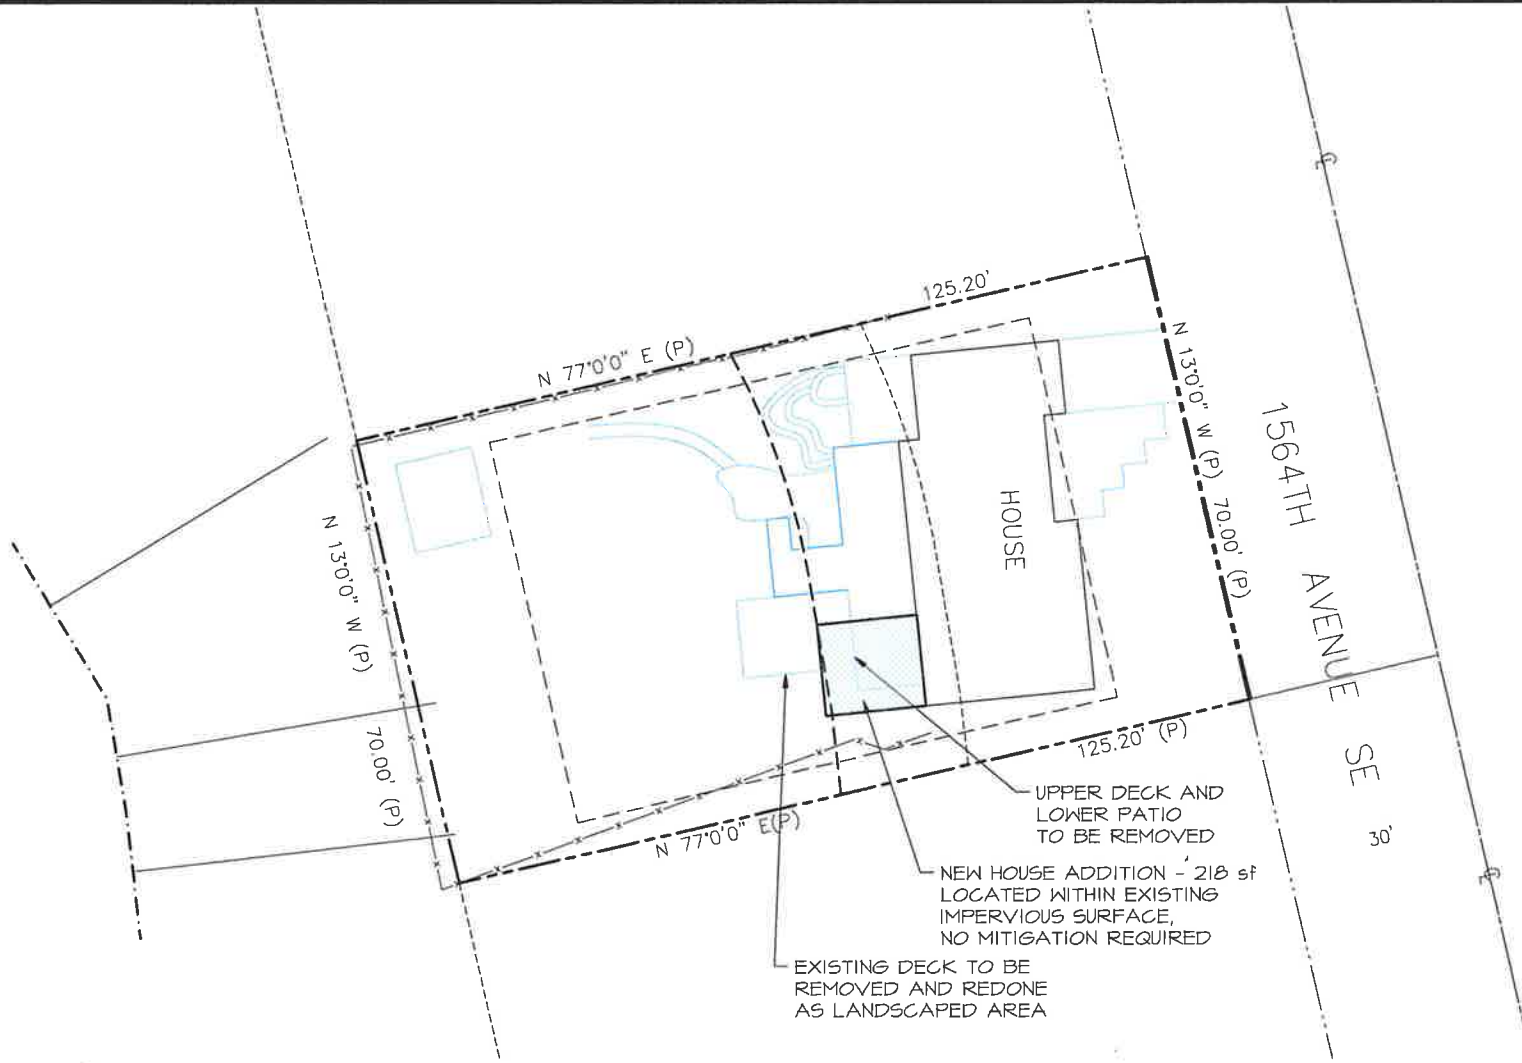 125.20'
N 77°0'0" E (P)
N 13°0'0" W (P) 70.00' (P)
1564TH AVENUE SE
HOUSE
N 13°0'0" W (P)
70.00' (P)
125.20' (P)
N 77°0'0" E(P)
30'
UPPER DECK AND
LOWER PATIO
TO BE REMOVED
NEW HOUSE ADDITION - 218 sf
LOCATED WITHIN EXISTING
IMPERVIOUS SURFACE,
NO MITIGATION REQUIRED
EXISTING DECK TO BE
REMOVED AND REDONE
AS LANDSCAPED AREA